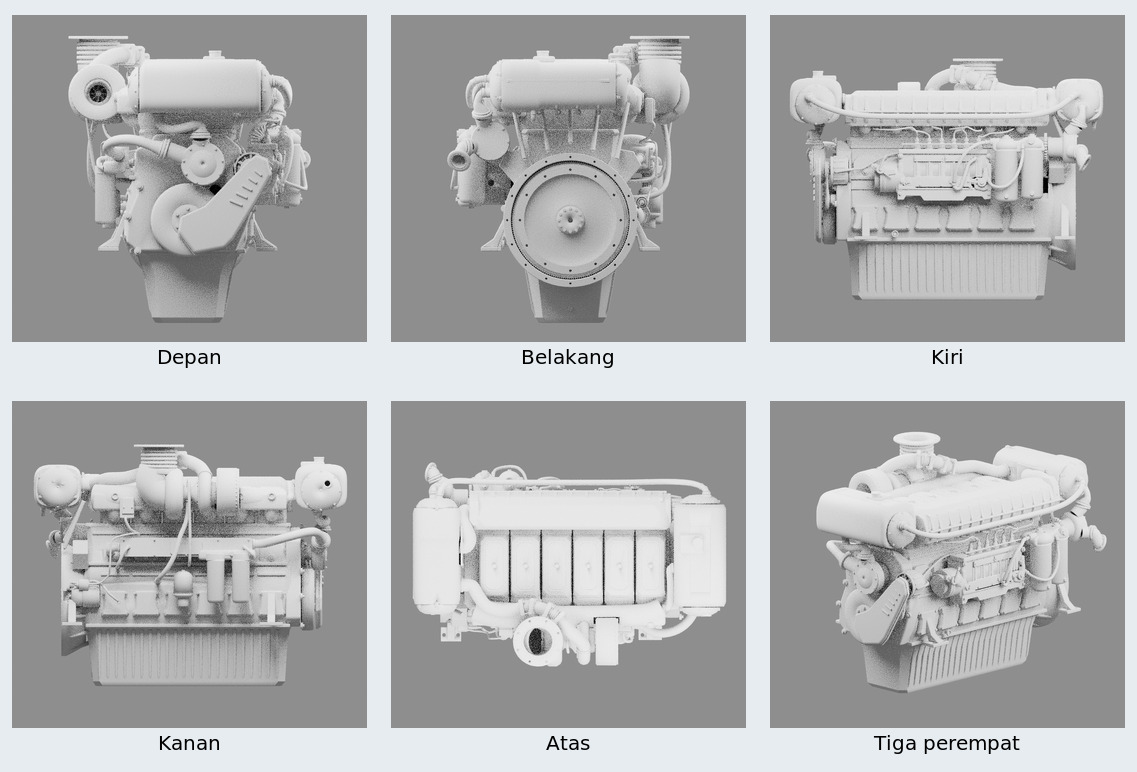 Depan
Belakang
Kiri
Kanan
Atas
Tiga perempat